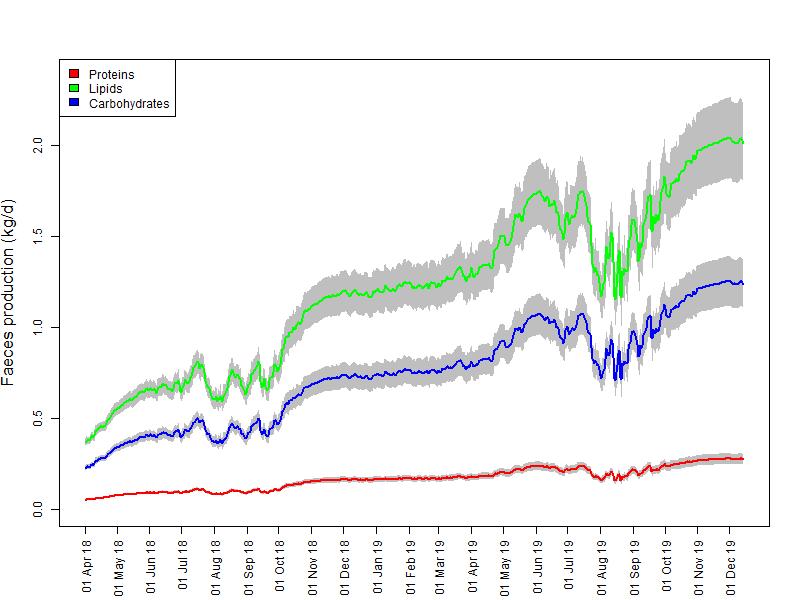 Proteins
Lipids
Carbohydrates
Faeces production (kg/d)
2.0
1.5
1.0
0.5
0.0
01 Apr 18
01 May 18
01 Jun 18
01 Jul 18
01 Aug 18
01 Sep 18
01 Oct 18
01 Nov 18
01 Dec 18
01 Jan 19
01 Feb 19
01 Mar 19
01 Apr 19
01 May 19
01 Jun 19
01 Jul 19
01 Aug 19
01 Sep 19
01 Oct 19
01 Nov 19
01 Dec 19